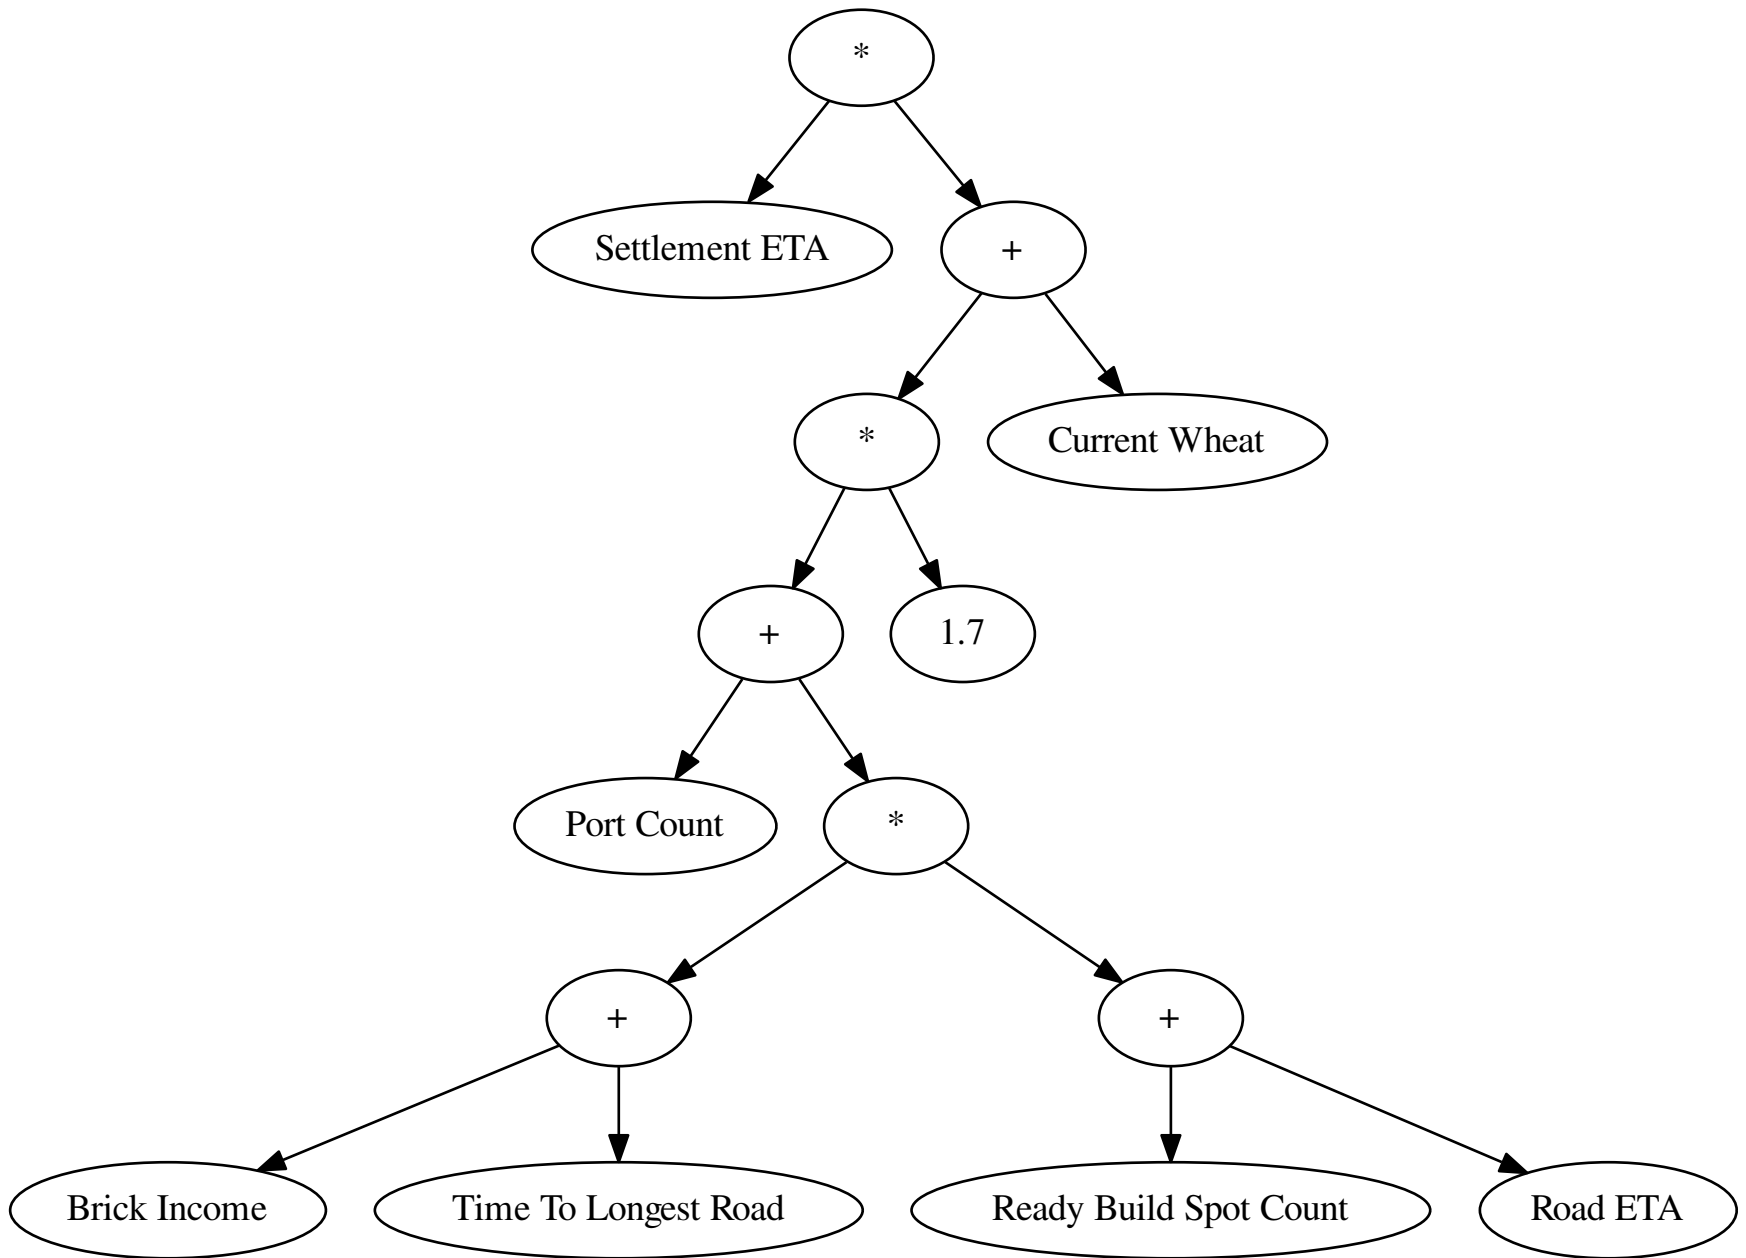 *
Settlement ETA
+
*
Current Wheat
+
1.7
Port Count
*
+
+
Brick Income
Time To Longest Road
Ready Build Spot Count
Road ETA